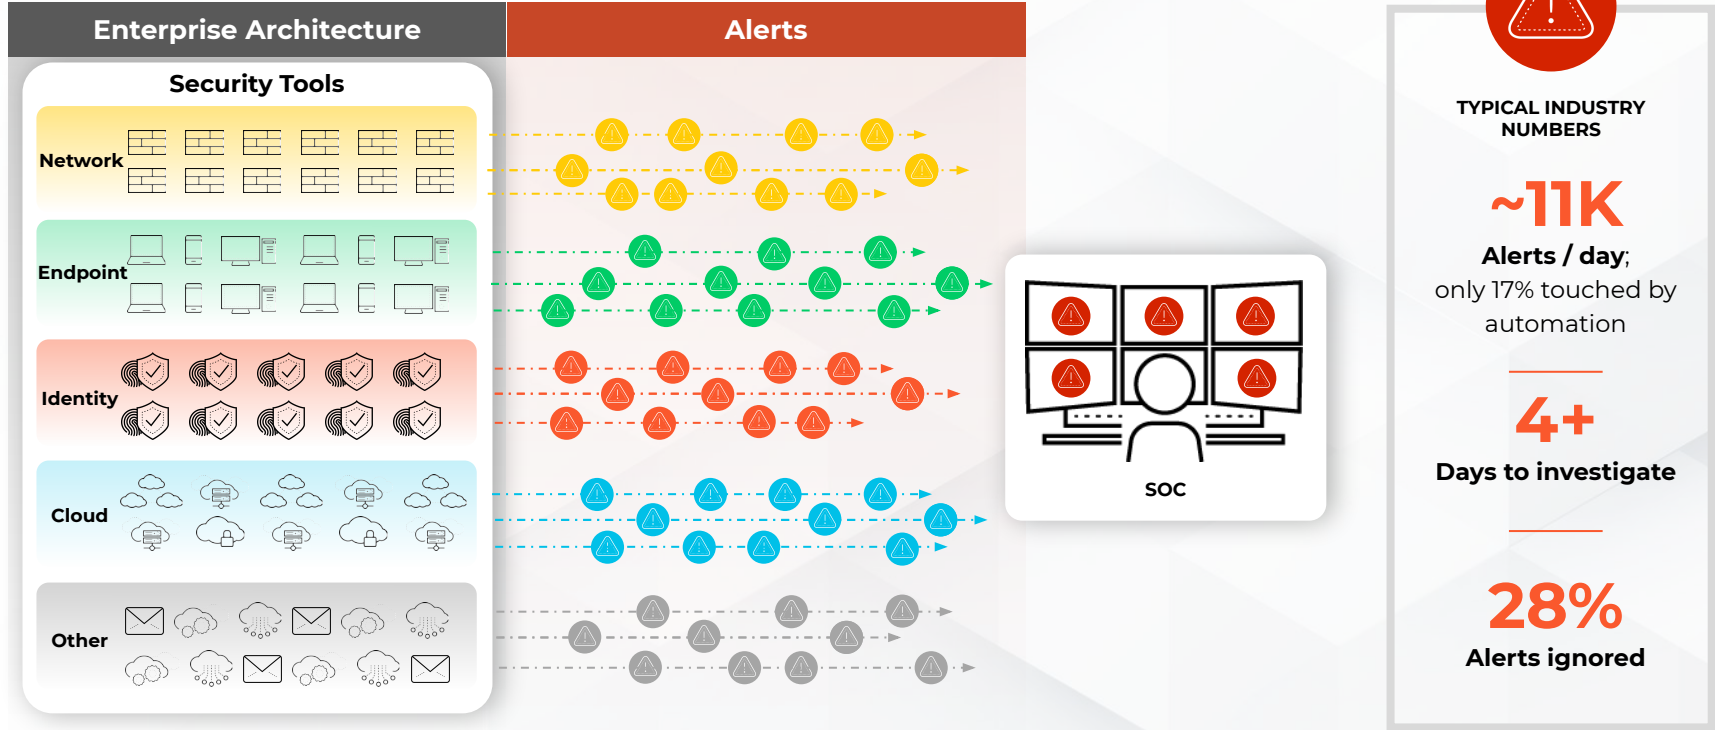 Enterprise Architecture
Alerts
Security Tools
Network
Endpoint
Identity
Cloud
Other
SOC
TYPICAL INDUSTRY
NUMBERS
~11K
Alerts / day;
only 17% touched by
automation
4+
Days to investigate
28%
Alerts ignored